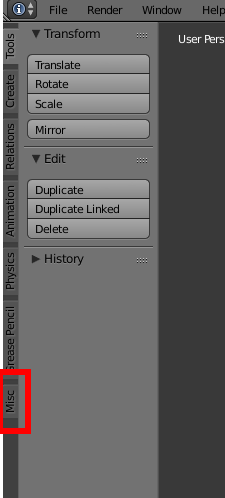 File Render Window Help
Transform
User Pers
Translate
Rotate
Scale
Mirror
Edit
Duplicate
Duplicate Linked
Delete
History
Tools
Create
Relations
Animation
Physics
Grease Pencil
Misc